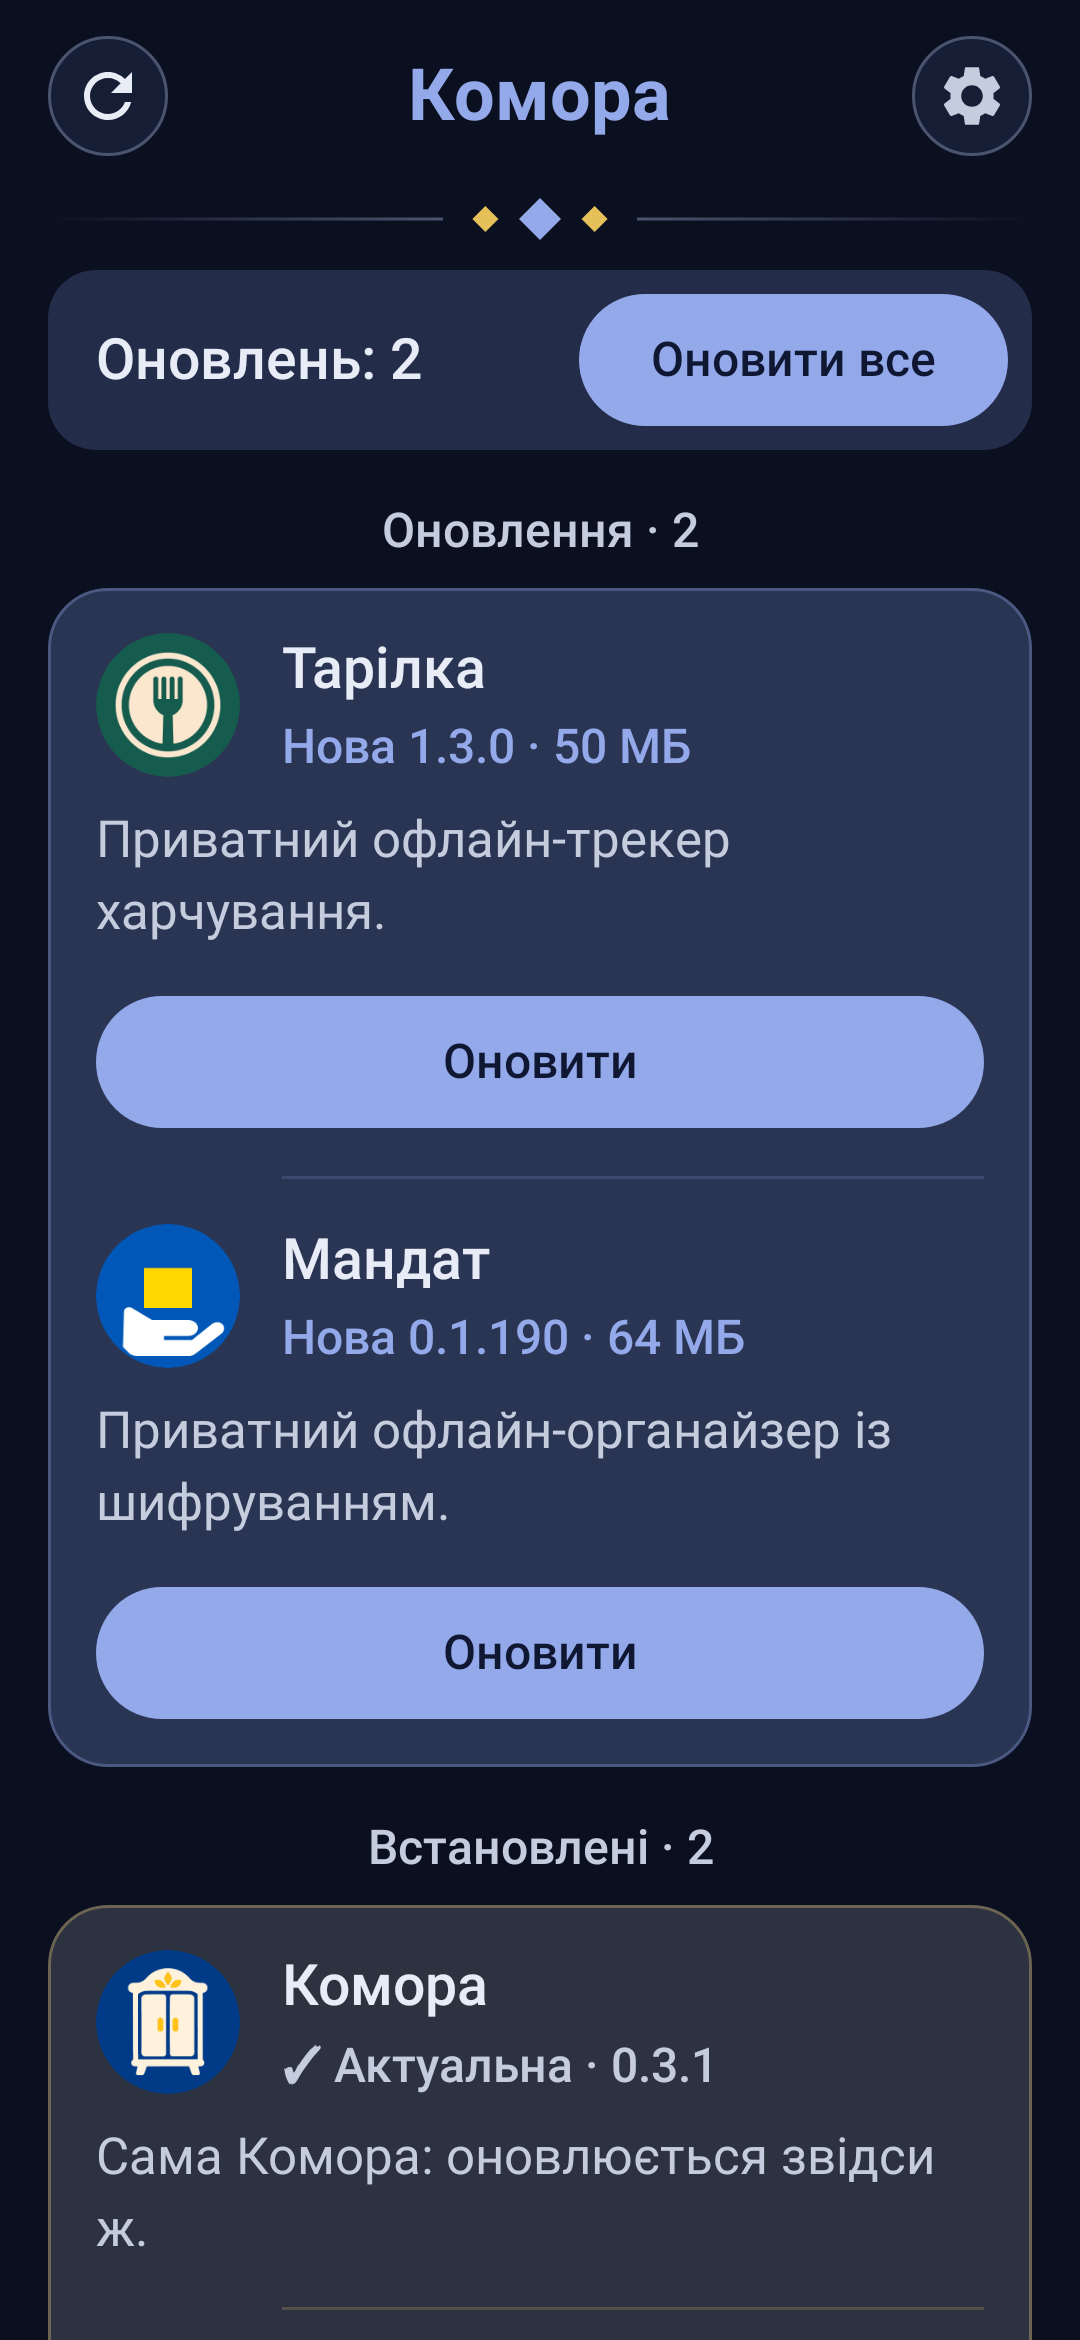 Комора
Оновлень: 2
Оновити все
Оновлення · 2
Тарілка
Нова 1.3.0 · 50 МБ
Приватний офлайн-трекер
харчування.
Оновити
Мандат
Нова 0.1.190 · 64 МБ
Приватний офлайн-органайзер із
шифруванням.
Оновити
Встановлені · 2
Комора
✓ Актуальна · 0.3.1
Сама Комора: оновлюється звідси
ж.